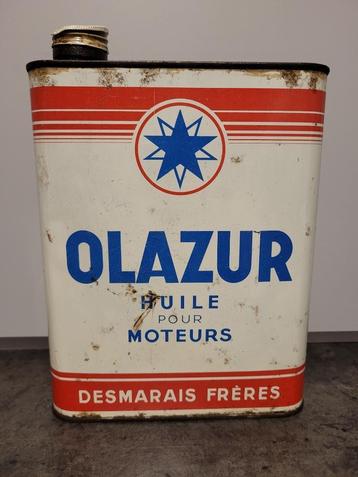 OLAZUR
HUILE
POUR
MOTEURS
DESMARAIS FRÈRES